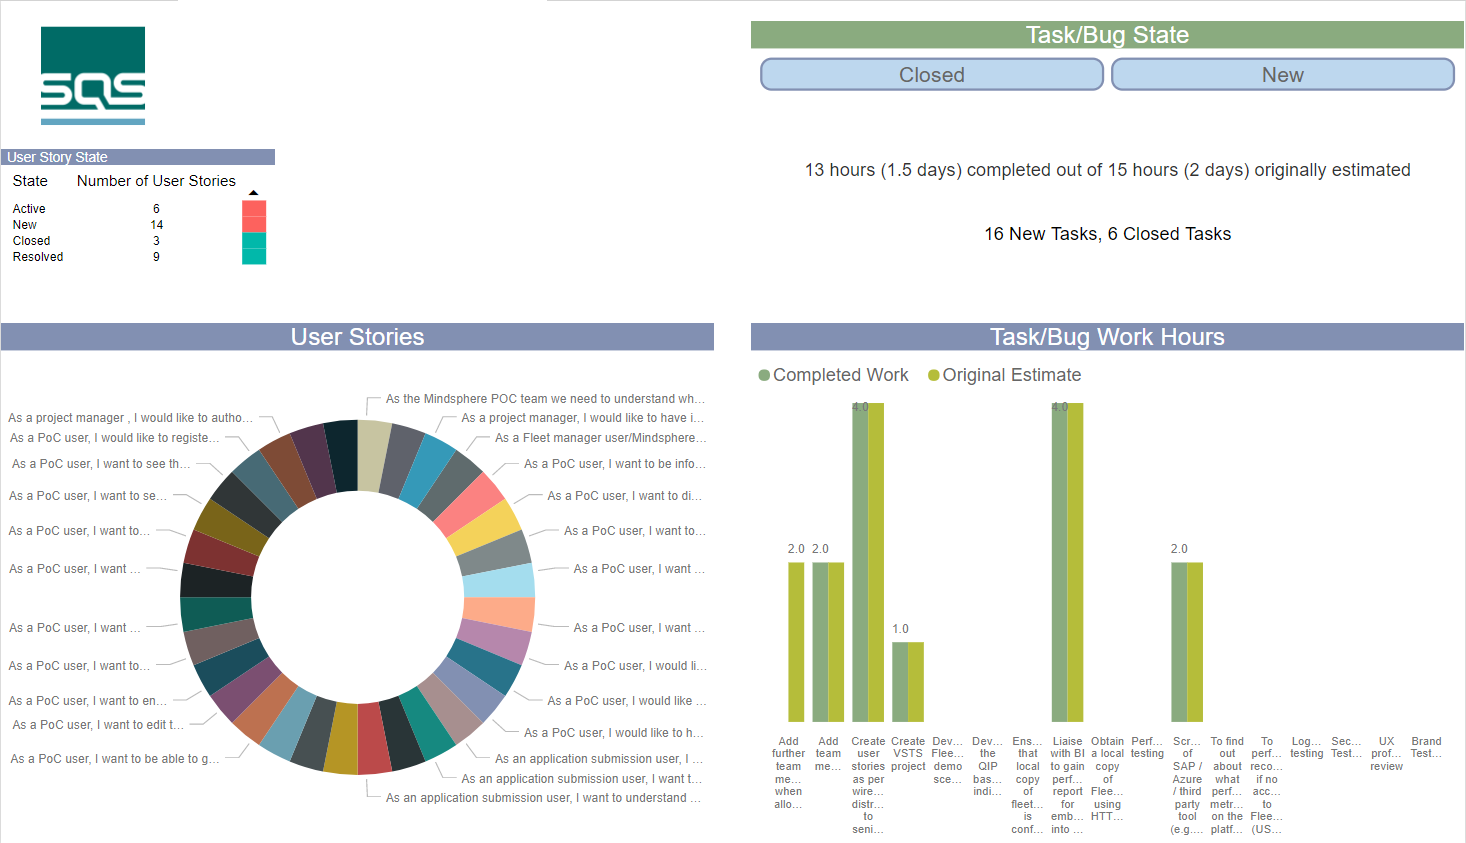 SQS
Task/Bug State
Closed
New
13 hours (1.5 days) completed out of 15 hours (2 days) originally estimated
16 New Tasks, 6 Closed Tasks
User Story State
State Number of User Stories
Active 6
New 14
Closed 3
Resolved 9
User Stories
As the Mindsphere POC team we need to understand wh...
As a project manager, I would like to have i...
As a Fleet manager user/Mindsphere...
As a PoC user, I want to be info...
As a PoC user, I want to di...
As a PoC user, I want to...
As a PoC user, I want ...
As a PoC user, I want ...
As a PoC user, I would li...
As a PoC user, I would like ...
As a PoC user, I would like to h...
As an application submission user, I ...
As an application submission user, I want t...
As an application submission user, I want to understand ...
As a project manager , I would like to autho...
As a PoC user, I would like to registe...
As a PoC user, I want to see th...
As a PoC user, I want to se...
As a PoC user, I want to...
As a PoC user, I want ...
As a PoC user, I want ...
As a PoC user, I want to...
As a PoC user, I want to en...
As a PoC user, I want to edit t...
As a PoC user, I want to be able to g...
Task/Bug Work Hours
Completed Work
Original Estimate
2.0
2.0
4.0
1.0
4.0
2.0
Add
further
team
me...
when
allo...
Add
team
me...
Create
user
stories
as per
wire...
distr...
to
seni...
Create
VSTS
project
Dev...
Flee...
demo
sce...
Dev...
the
QIP
bas...
indi...
Ens...
that
local
copy
of
fleet...
is
conf...
Liaise
with BI
to gain
perf...
report
for
emb...
into ...
Obtain
a local
copy
of
Flee...
using
HTT...
Perf...
testing
Scr...
of
SAP /
Azure
/ third
party
tool
(e.g....
To find
out
about
what
perf...
metr...
on the
platf...
To
perf...
reco...
if no
acc...
to
Flee...
(US...
Log...
testing
Sec...
Test...
UX
prof...
review
Brand
Test...